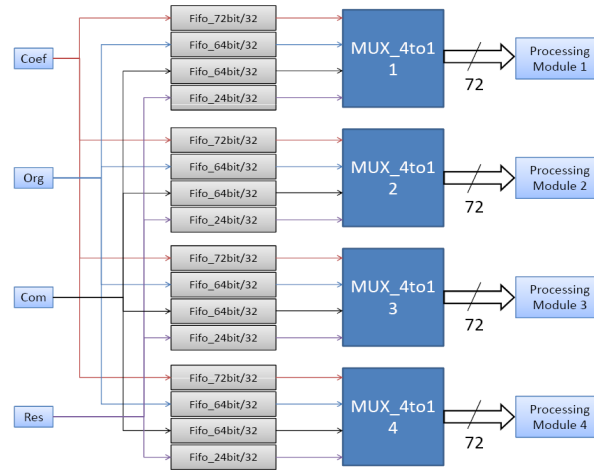 Coef
Org
Com
Res
Fifo_72bit/32
Fifo_64bit/32
Fifo_64bit/32
Fifo_24bit/32
MUX_4to1
1
72
Processing
Module 1
Fifo_72bit/32
Fifo_64bit/32
Fifo_64bit/32
Fifo_24bit/32
MUX_4to1
2
72
Processing
Module 2
Fifo_72bit/32
Fifo_64bit/32
Fifo_64bit/32
Fifo_24bit/32
MUX_4to1
3
72
Processing
Module 3
Fifo_72bit/32
Fifo_64bit/32
Fifo_64bit/32
Fifo_24bit/32
MUX_4to1
4
72
Processing
Module 4